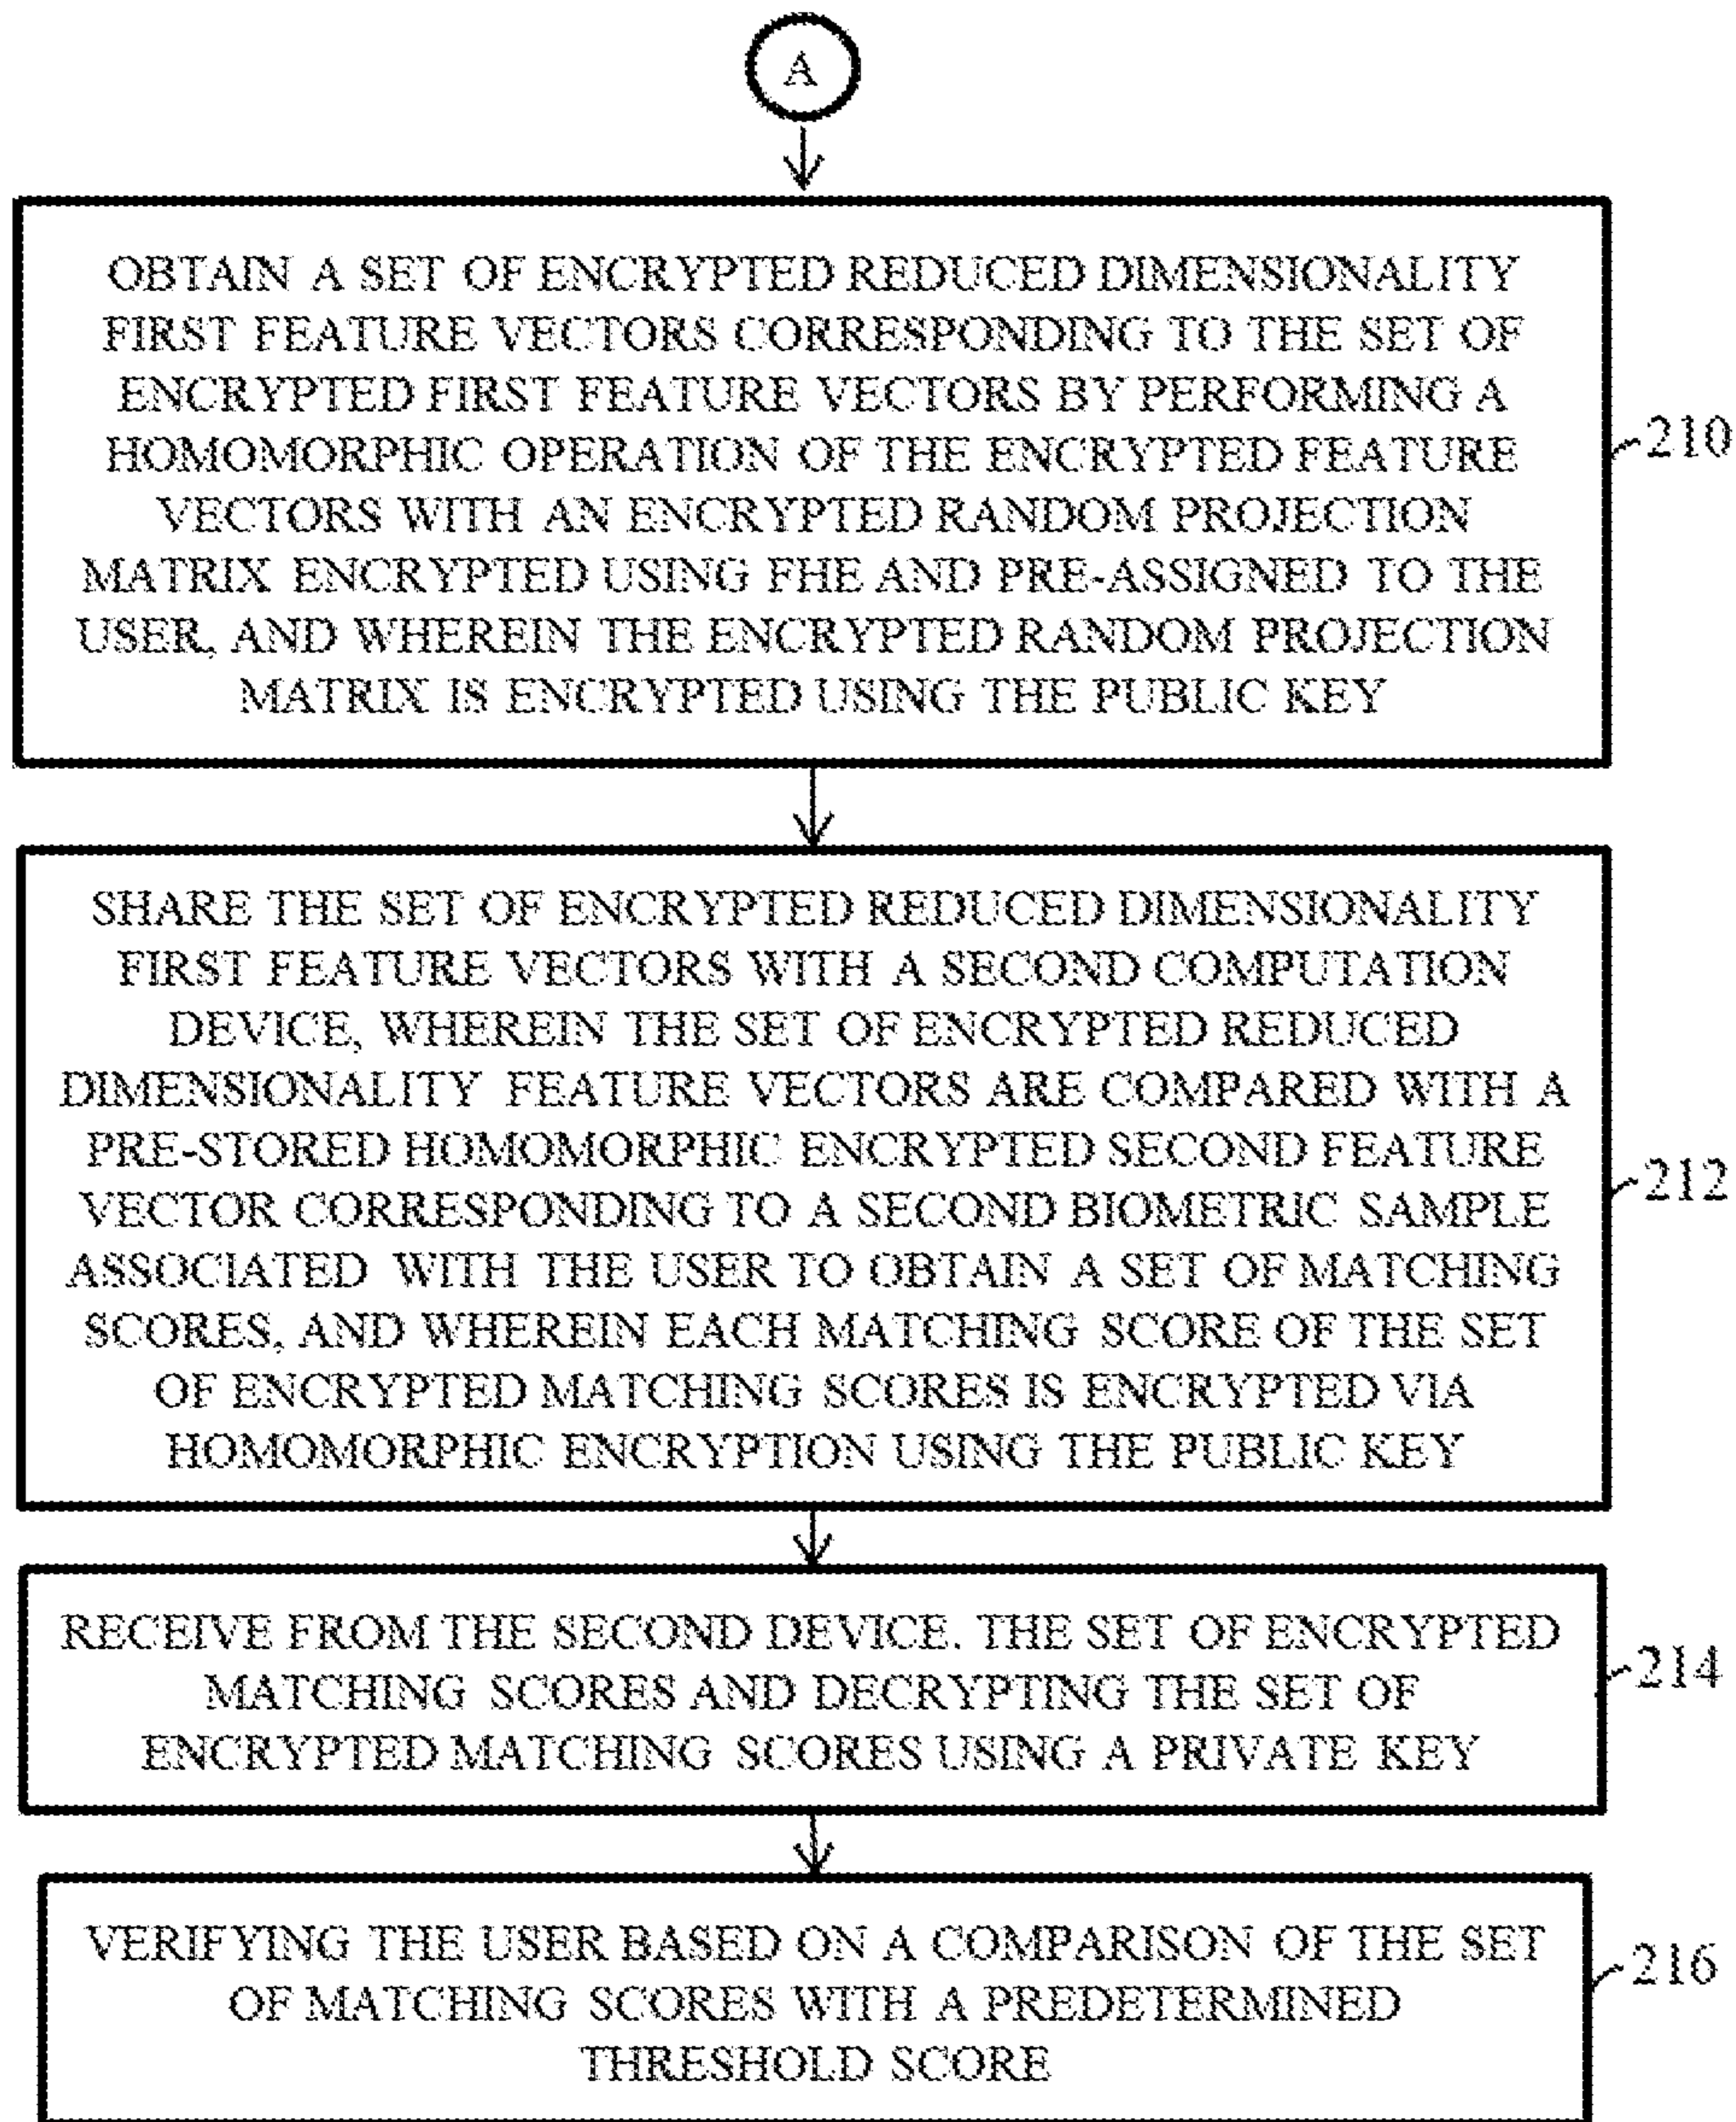 A
OBTAIN A SET OF ENCRYPTED REDUCED DIMENSIONALITY
FIRST FEATURE VECTORS CORRESPONDING TO THE SET OF
ENCRYPTED FIRST FEATURE VECTORS BY PERFORMING A
HOMOMORPHIC OPERATION OF THE ENCRYPTED FEATURE
VECTORS WITH AN ENCRYPTED RANDOM PROJECTION
MATRIX ENCRYPTED USING FHE AND PRE-ASSIGNED TO THE
USER, AND WHEREIN THE ENCRYPTED RANDOM PROJECTION
MATRIX IS ENCRYPTED USING THE PUBLIC KEY
210
SHARE THE SET OF ENCRYPTED REDUCED DIMENSIONALITY
FIRST FEATURE VECTORS WITH A SECOND COMPUTATION
DEVICE, WHEREIN THE SET OF ENCRYPTED REDUCED
DIMENSIONALITY FEATURE VECTORS ARE COMPARED WITH A
PRE-STORED HOMOMORPHIC ENCRYPTED SECOND FEATURE
VECTOR CORRESPONDING TO A SECOND BIOMETRIC SAMPLE
ASSOCIATED WITH THE USER TO OBTAIN A SET OF MATCHING
SCORES, AND WHEREIN EACH MATCHING SCORE OF THE SET
OF ENCRYPTED MATCHING SCORES IS ENCRYPTED VIA
HOMOMORPHIC ENCRYPTION USING THE PUBLIC KEY
212
RECEIVE FROM THE SECOND DEVICE. THE SET OF ENCRYPTED
MATCHING SCORES AND DECRYPTING THE SET OF
ENCRYPTED MATCHING SCORES USING A PRIVATE KEY
214
VERIFYING THE USER BASED ON A COMPARISON OF THE SET
OF MATCHING SCORES WITH A PREDETERMINED
THRESHOLD SCORE
216